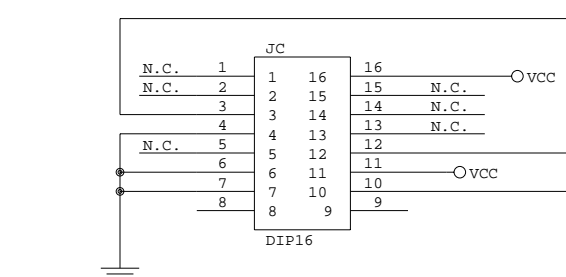 JC
N.C. 1 1 16 16 VCC
N.C. 2 2 15 15 N.C.
3 3 14 14 N.C.
4 4 13 13 N.C.
N.C. 5 5 12 12
6 6 11 11 VCC
7 7 10 10
8 8 9 9
DIP16